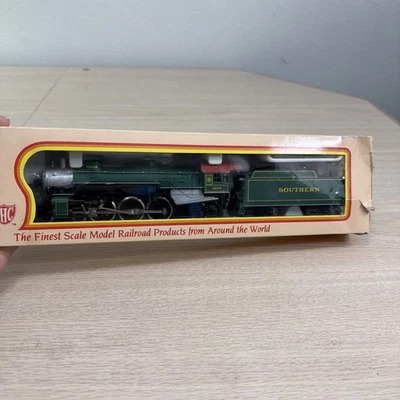 SOUTHERN
HC
The Finest Scale Model Railroad Products from Around the World